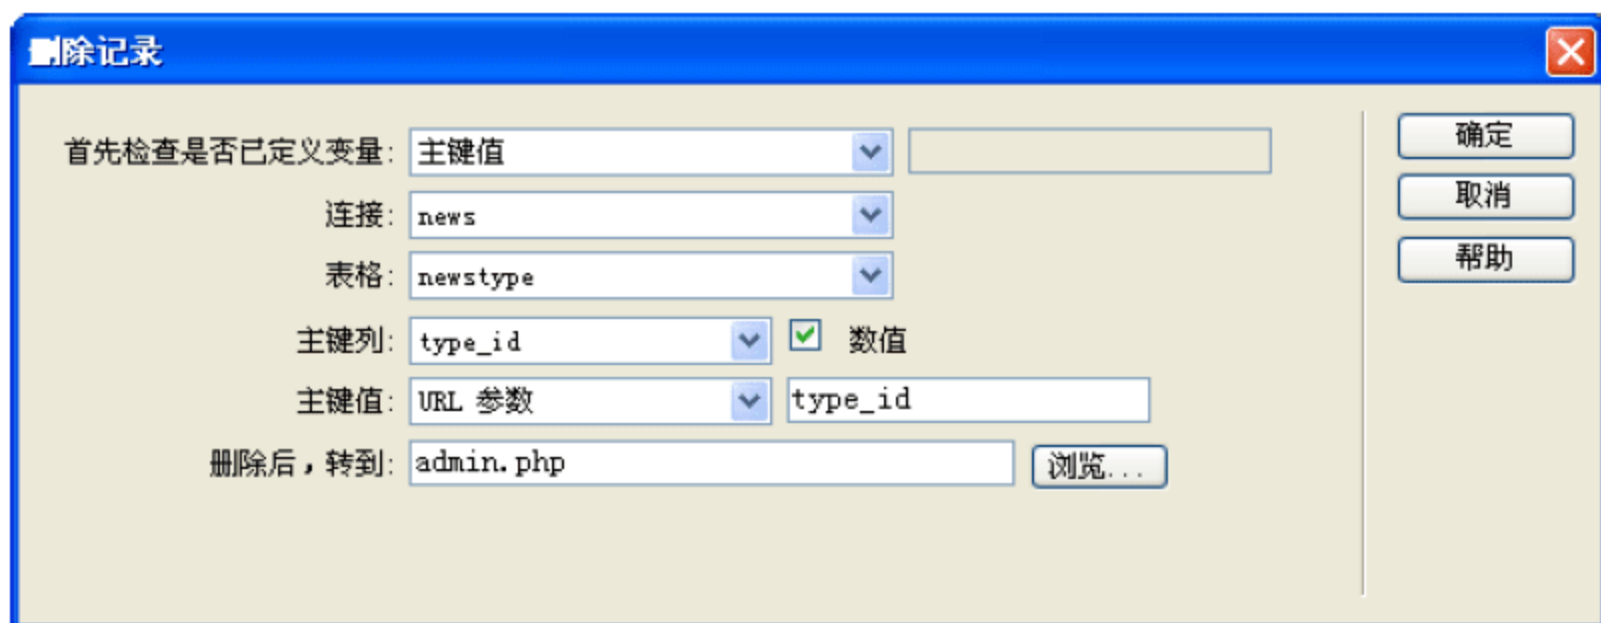 删除记录
首先检查是否已定义变量: 主键值
确定
连接: news
取消
表格: newstype
帮助
主键列: type_id 数值
主键值: URL 参数 type_id
删除后，转到: admin.php 浏览...